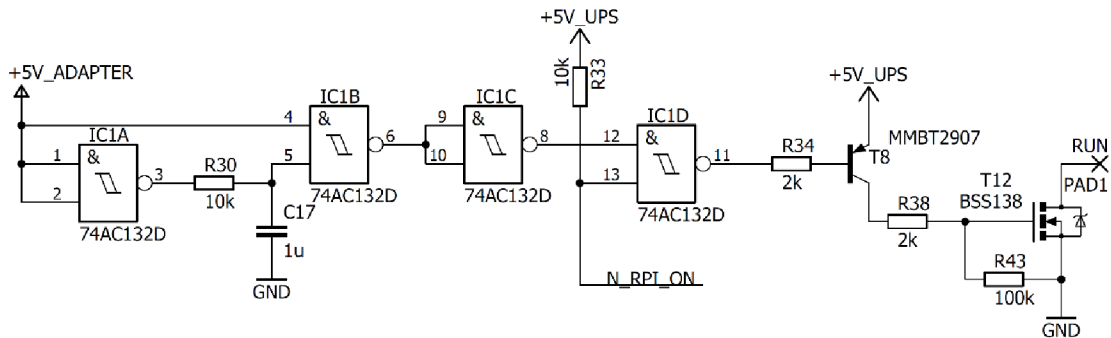 +5V_UPS
+5V_ADAPTER
10k
R33
+5V_UPS
IC1B
IC1C
IC1D
4
&
6
9
&
8
12
&
11
R34
MMBT2907
RUN
IC1A
T8
1
&
3
R30
5
10
13
2k
T12
PAD1
2
10k
74AC132D
74AC132D
74AC132D
R38
BSS138
74AC132D
C17
2k
1u
R43
N_RPI_ON
100k
GND
GND